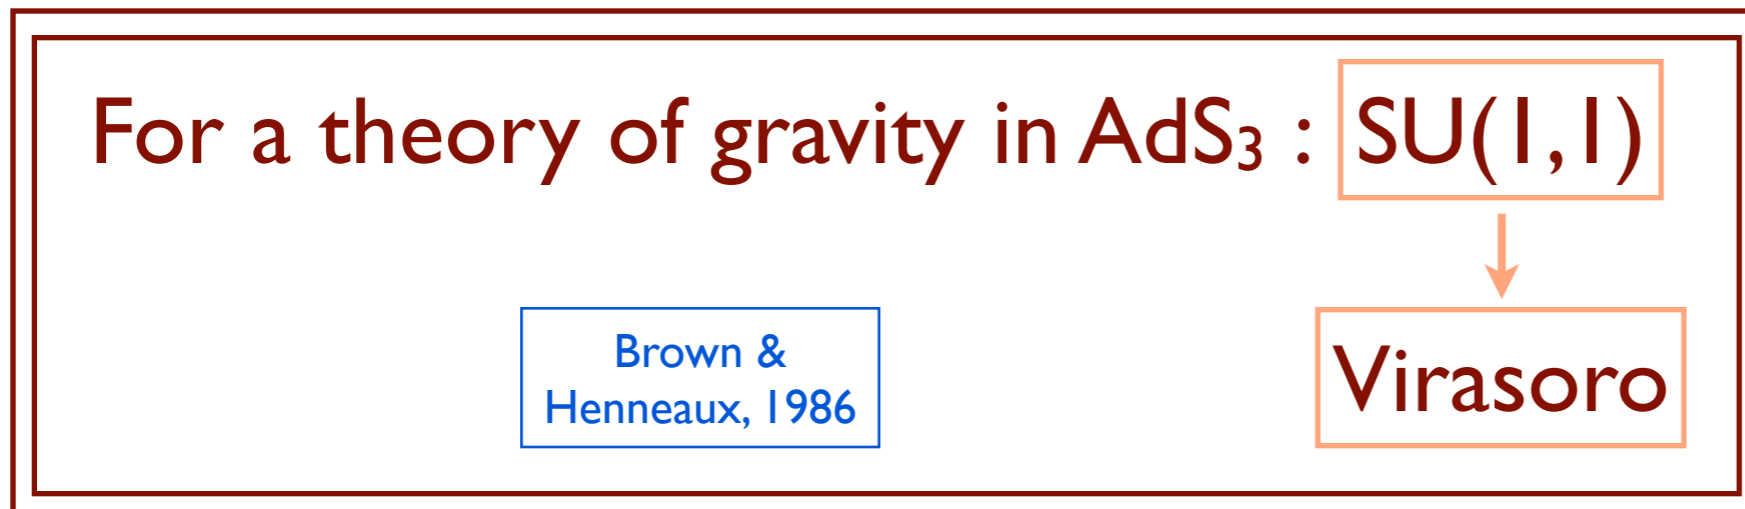 For a theory of gravity in AdS₃ : SU(1,1)
Brown &
Henneaux, 1986
Virasoro